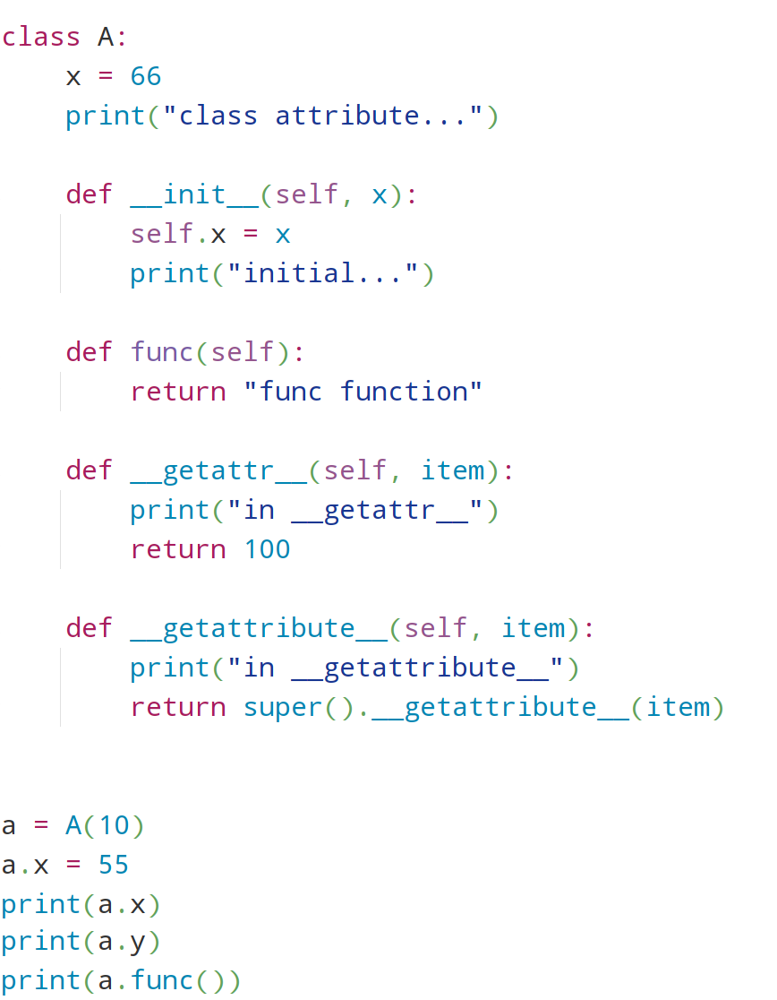 class A:
    x = 66
    print("class attribute...")

    def __init__(self, x):
        self.x = x
        print("initial...")

    def func(self):
        return "func function"

    def __getattr__(self, item):
        print("in __getattr__")
        return 100

    def __getattribute__(self, item):
        print("in __getattribute__")
        return super().__getattribute__(item)


a = A(10)
a.x = 55
print(a.x)
print(a.y)
print(a.func())